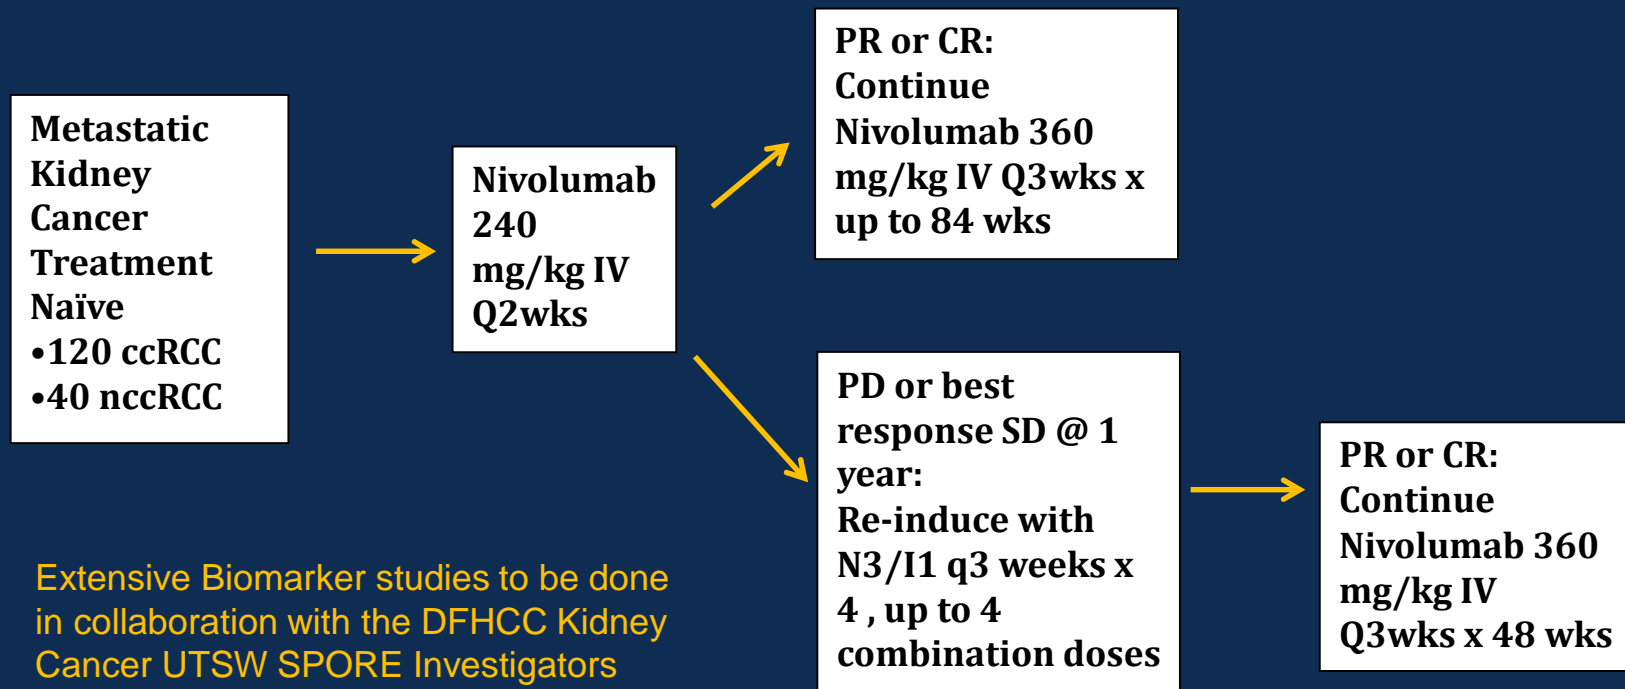 Metastatic
Kidney
Cancer
Treatment
Naïve
•120 ccRCC
•40 nccRCC
Nivolumab
240
mg/kg IV
Q2wks
PR or CR:
Continue
Nivolumab 360
mg/kg IV Q3wks x
up to 84 wks
PD or best
response SD @ 1
year:
Re-induce with
N3/I1 q3 weeks x
4 , up to 4
combination doses
PR or CR:
Continue
Nivolumab 360
mg/kg IV
Q3wks x 48 wks
Extensive Biomarker studies to be done
in collaboration with the DFHCC Kidney
Cancer UTSW SPORE Investigators